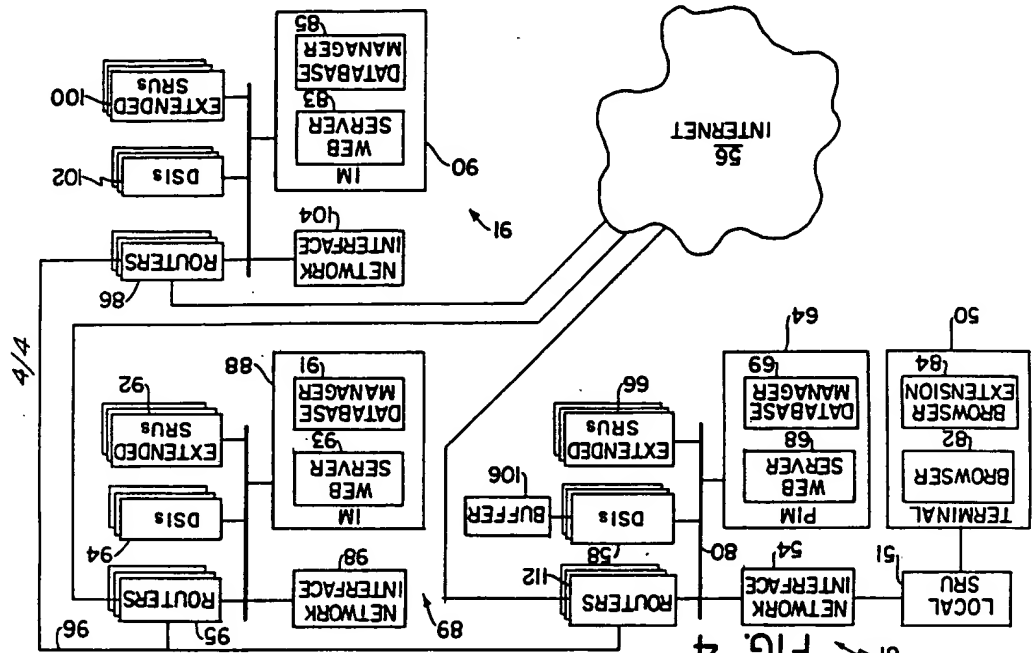 FIG. 4
LOCAL
SRU
51
NETWORK
INTERFACE
54
ROUTERS
112
80
58
DSIs
BUFFER
106
EXTENDED
SRUs
66
TERMINAL
BROWSER
82
BROWSER
EXTENSION
84
50
PIM
WEB
SERVER
68
DATABASE
MANAGER
69
64
96
89
NETWORK
INTERFACE
98
ROUTERS
95
DSIs
94
EXTENDED
SRUs
92
IM
WEB
SERVER
93
DATABASE
MANAGER
91
88
4/4
INTERNET
56
91
NETWORK
INTERFACE
104
ROUTERS
86
DSIs
102
EXTENDED
SRUs
100
IM
WEB
SERVER
83
DATABASE
MANAGER
85
90